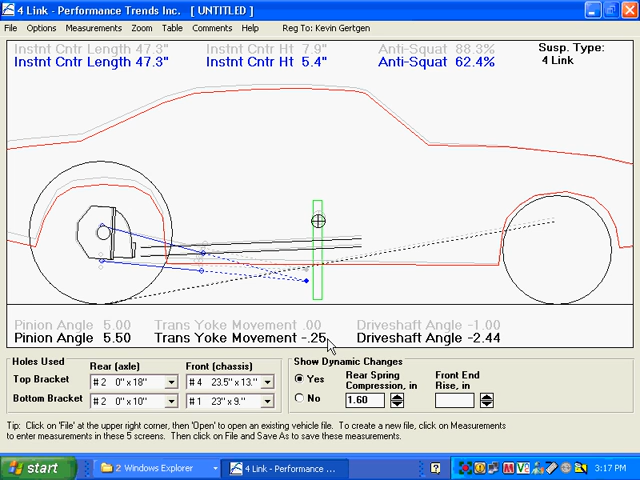 4 Link - Performance Trends Inc.   [ UNTITLED ]
File  Options  Measurements  Zoom  Table  Comments  Help  Reg To: Kevin Gertgen
Instnt Cntr Length 47.3"  Instnt Cntr Ht  7.9"  Anti-Squat  88.3%
Instnt Cntr Length 47.3"  Instnt Cntr Ht  5.4"  Anti-Squat  62.4%
Susp. Type:
4 Link
Pinion Angle  5.00  Trans Yoke Movement .00  Driveshaft Angle -1.00
Pinion Angle  5.50  Trans Yoke Movement -.25  Driveshaft Angle -2.44
Holes Used
Rear (axle)  Front (chassis)
Top Bracket  # 2   0" x 18"  # 4   23.5" x 13."
Bottom Bracket  # 2   0" x 10"  # 1   23" x 9."
Show Dynamic Changes
Yes
No
Rear Spring
Compression, in
1.60
Front End
Rise, in
Tip:  Click on 'File' at the upper right corner, then 'Open' to open an existing vehicle file.   To create a new file, click on Measurements
to enter measurements in these 5 screens.   Then click on File and Save As to save these measurements.
start  2 Windows Explorer  4 Link - Performance ...  3:17 PM